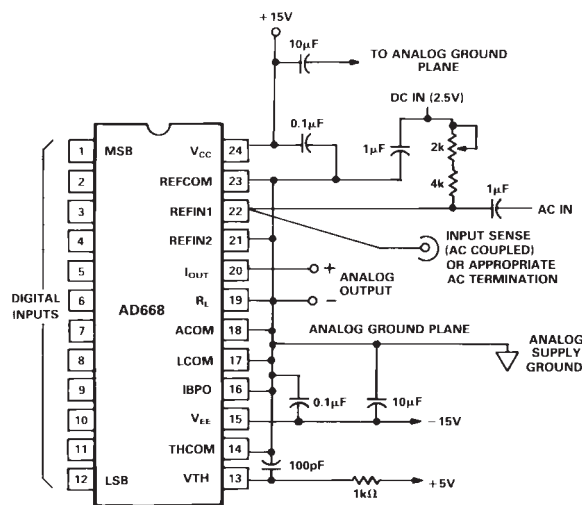 +15V
10μF
TO ANALOG GROUND
PLANE
DC IN (2.5V)
0.1μF
1μF
2k
4k
1μF
AC IN
INPUT SENSE
(AC COUPLED)
OR APPROPRIATE
AC TERMINATION
DIGITAL
INPUTS
AD668
1 MSB
2
3
4
5
6
7
8
9
10
11
12 LSB
VCC 24
REFCOM 23
REFIN1 22
REFIN2 21
IOUT 20
RL 19
ACOM 18
LCOM 17
IBPO 16
VEE 15
THCOM 14
VTH 13
+
ANALOG
OUTPUT
–
ANALOG GROUND PLANE
ANALOG
SUPPLY
GROUND
0.1μF
10μF
–15V
100pF
1kΩ
+5V